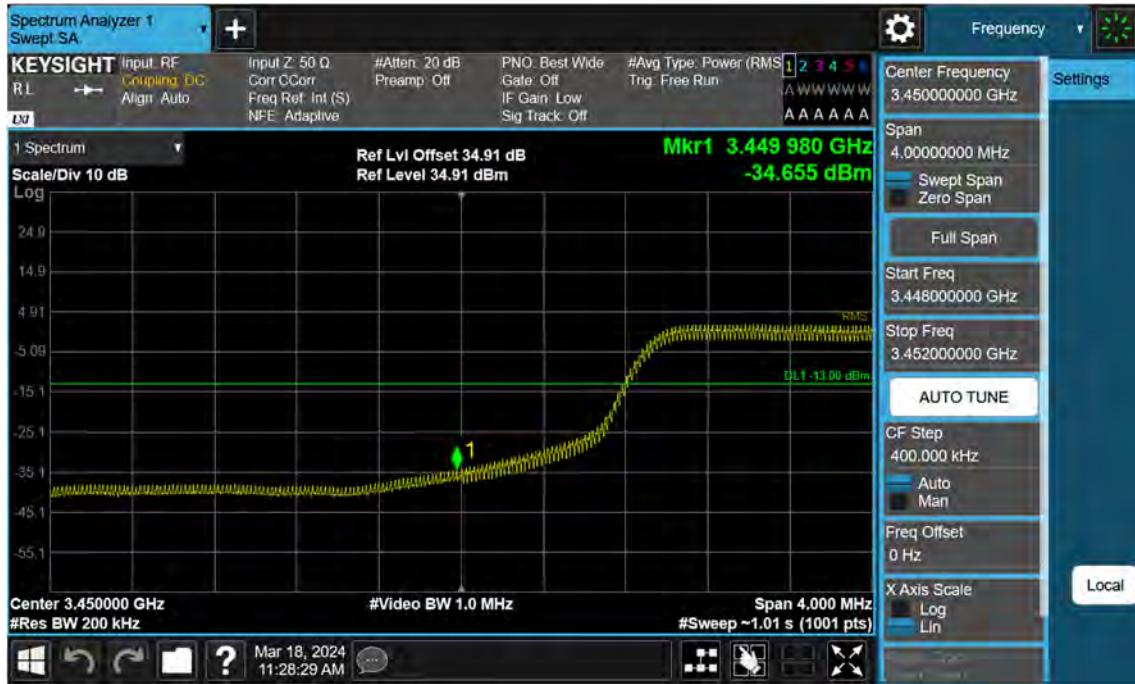 Spectrum Analyzer 1
Swept SA
+
Frequency
KEYSIGHT
RL
LXI
Input: RF
Coupling: DC
Align: Auto
Input Z: 50 Ω
Corr CCorr
Freq Ref: Int (S)
NFE: Adaptive
#Atten: 20 dB
Preamp: Off
PNO: Best Wide
Gate: Off
IF Gain: Low
Sig Track: Off
#Avg Type: Power (RMS
Trig: Free Run
1 2 3 4 5 6
A W W W W W
A A A A A A
1 Spectrum
Scale/Div 10 dB
Log
Ref Lvl Offset 34.91 dB
Ref Level 34.91 dBm
Mkr1 3.449 980 GHz
-34.655 dBm
24.9
14.9
4.91
-5.09
-15.1
-25.1
-35.1
-45.1
-55.1
RMS
DL1 -13.00 dBm
1
Center 3.450000 GHz
#Res BW 200 kHz
#Video BW 1.0 MHz
Span 4.000 MHz
#Sweep ~1.01 s (1001 pts)
Center Frequency
3.450000000 GHz
Settings
Span
4.00000000 MHz
Swept Span
Zero Span
Full Span
Start Freq
3.448000000 GHz
Stop Freq
3.452000000 GHz
AUTO TUNE
CF Step
400.000 kHz
Auto
Man
Freq Offset
0 Hz
X Axis Scale
Log
Lin
Local
?
Mar 18, 2024
11:28:29 AM